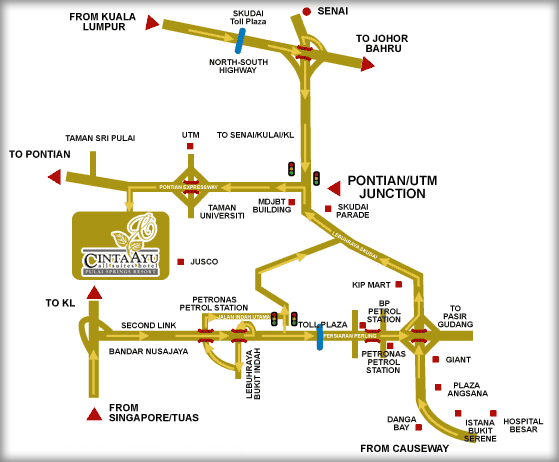 SENAI
SKUDAI
Toll Plaza
FROM KUALA
LUMPUR
TO JOHOR
BAHRU
NORTH-SOUTH
HIGHWAY
TAMAN SRI PULAI
UTM
TO SENAI/KULAI/KL
TO PONTIAN
PONTIAN EXPRESSWAY
PONTIAN/UTM
JUNCTION
MDJBT
BUILDING
SKUDAI
PARADE
TAMAN
UNIVERSITI
LEBUHRAYA SKUDAI
CINTA AYU
all suites hotel
PULAI SPRINGS RESORT
JUSCO
KIP MART
TO KL
PETRONAS
PETROL STATION
JALAN INDAH UTAMA
BP
PETROL
STATION
TO
PASIR
GUDANG
SECOND LINK
TOLL PLAZA
PERSIARAN PERLING
BANDAR NUSAJAYA
LEBUHRAYA
BUKIT INDAH
PETRONAS
PETROL
STATION
GIANT
PLAZA
ANGSANA
FROM
SINGAPORE/TUAS
DANGA
BAY
ISTANA
BUKIT
SERENE
HOSPITAL
BESAR
FROM CAUSEWAY